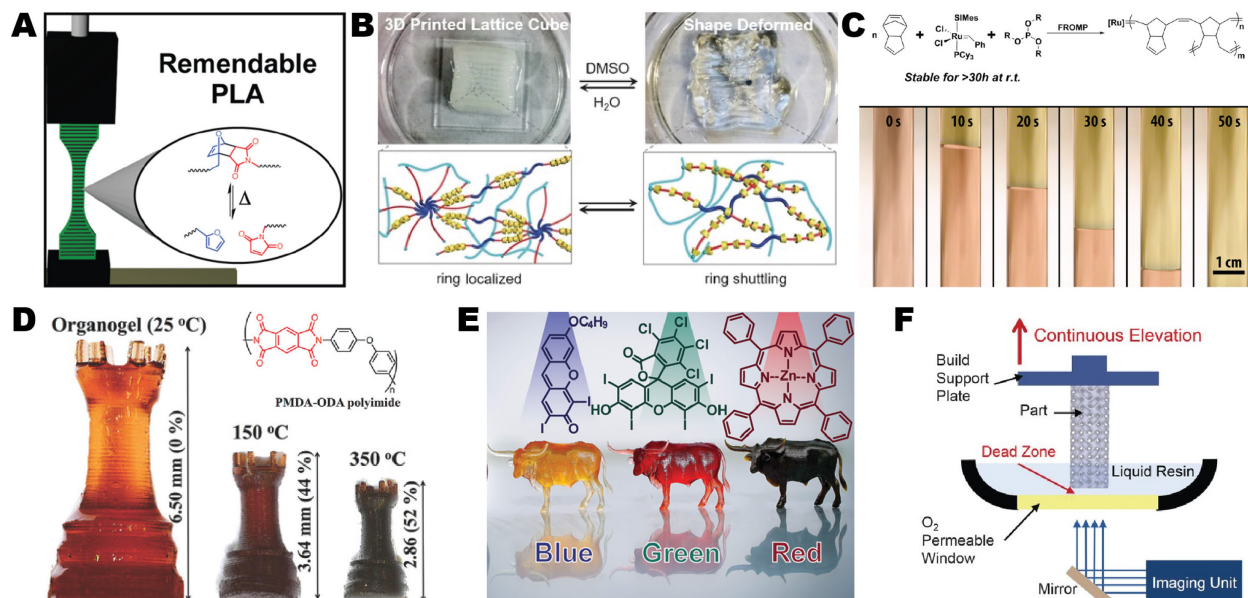 A
Remendable
PLA
Δ
B
3D Printed Lattice Cube
Shape Deformed
DMSO
H₂O
ring localized
ring shuttling
C
n
+
SIMes
Cl
Cl
Ru
Ph
PCy₃
+
R
O
P
O
R
O
R
FROMP
[Ru]
n
m
Stable for >30h at r.t.
0 s
10 s
20 s
30 s
40 s
50 s
1 cm
D
Organogel (25 °C)
6.50 mm (0 %)
PMDA-ODA polyimide
150 °C
3.64 mm (44 %)
350 °C
2.86 (52 %)
E
OC₄H₉
O
I
I
O
Cl
Cl
Cl
Cl
O
O
I
I
HO
O
OH
I
I
N
N
Zn
N
N
Blue
Green
Red
F
Continuous Elevation
Build
Support
Plate
Part
Dead Zone
Liquid Resin
O₂
Permeable
Window
Mirror
Imaging Unit